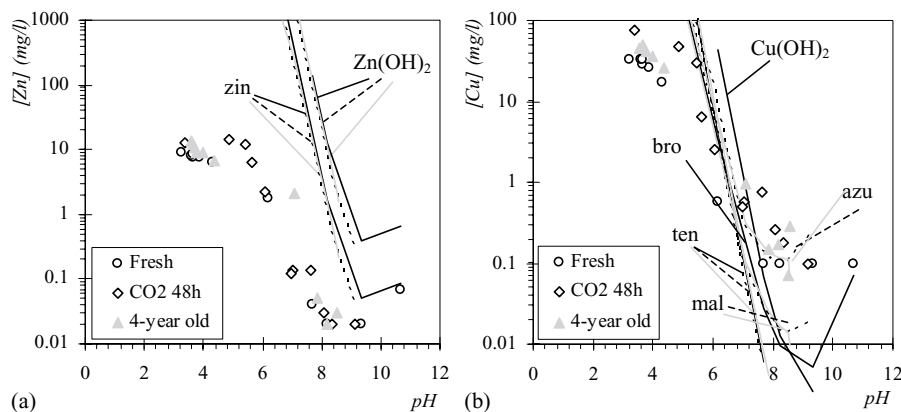 [Zn] (mg/l)
1000
100
10
1
0.1
0.01
0 2 4 6 8 10 12
pH
zin
Zn(OH)2
Fresh
CO2 48h
4-year old
(a)
[Cu] (mg/l)
100
10
1
0.1
0.01
0 2 4 6 8 10 12
pH
Cu(OH)2
bro
azu
ten
mal
Fresh
CO2 48h
4-year old
(b)